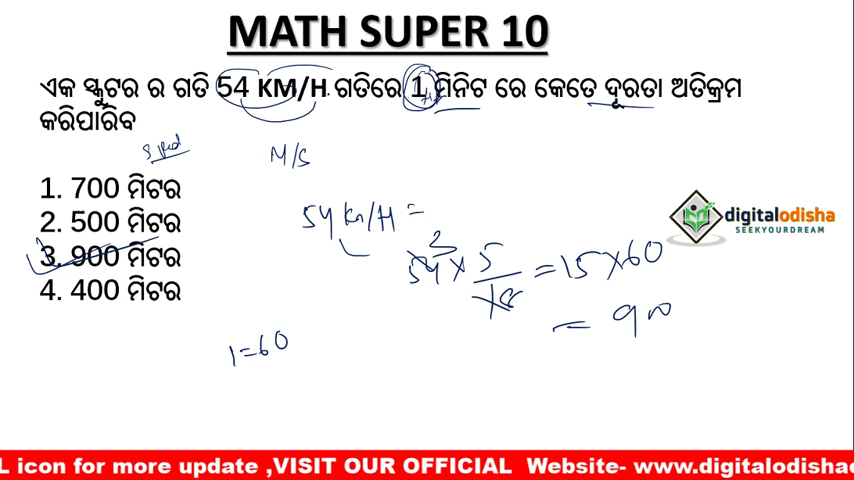 MATH SUPER 10
ଏକ ସ୍କୁଟର ର ଗତି 54 KM/H ଗତିରେ 1 ମିନିଟ ରେ କେତେ ଦୂରତା ଅତିକ୍ରମ
କରିପାରିବ
M/S
1. 700 ମିଟର
2. 500 ମିଟର
3. 900 ମିଟର
4. 400 ମିଟର
54 Km/H =
3
54 × 5/18 = 15 × 60
= 900
1 = 60
digitalodisha
SEEKYOURDREAM
L icon for more update ,VISIT OUR OFFICIAL Website- www.digitalodisha